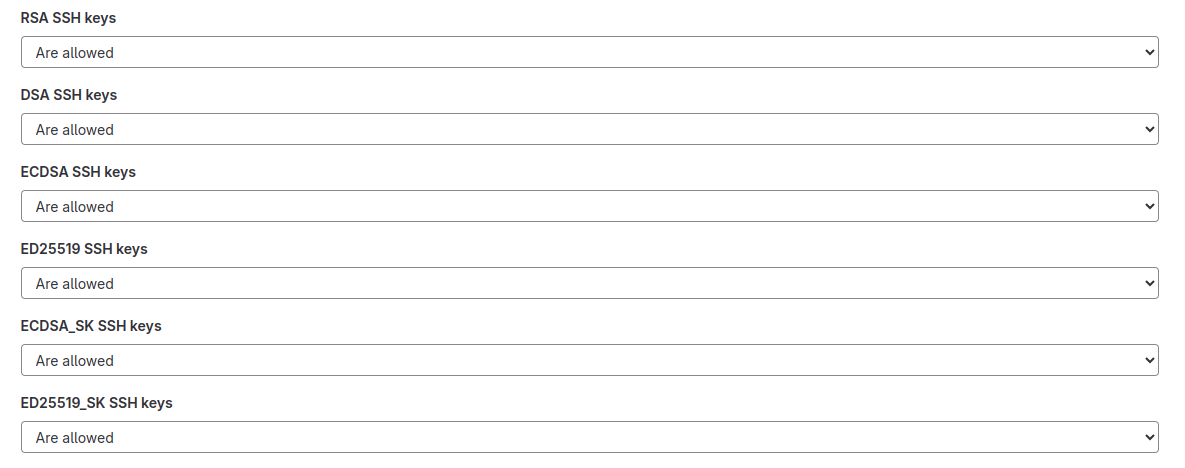 RSA SSH keys
Are allowed
DSA SSH keys
Are allowed
ECDSA SSH keys
Are allowed
ED25519 SSH keys
Are allowed
ECDSA_SK SSH keys
Are allowed
ED25519_SK SSH keys
Are allowed